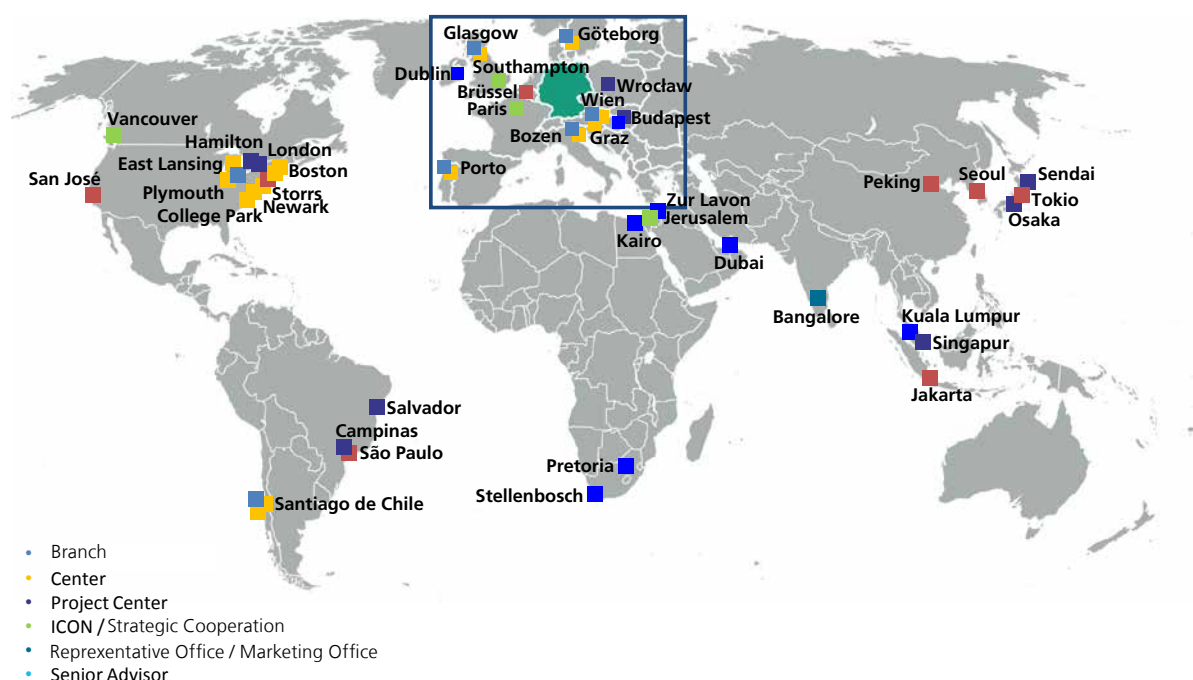 Glasgow
Göteborg
Dublin
Southampton
Brüssel
Wrocław
Paris
Wien
Budapest
Bozen
Graz
Porto
Vancouver
Hamilton
London
East Lansing
Boston
San José
Plymouth
Storrs
College Park
Newark
Zur Lavon
Jerusalem
Kairo
Dubai
Peking
Seoul
Sendai
Tokio
Osaka
Bangalore
Kuala Lumpur
Singapur
Jakarta
Salvador
Campinas
São Paulo
Pretoria
Stellenbosch
Santiago de Chile
• Branch
• Center
• Project Center
• ICON / Strategic Cooperation
• Reprexentative Office / Marketing Office
• Senior Advisor